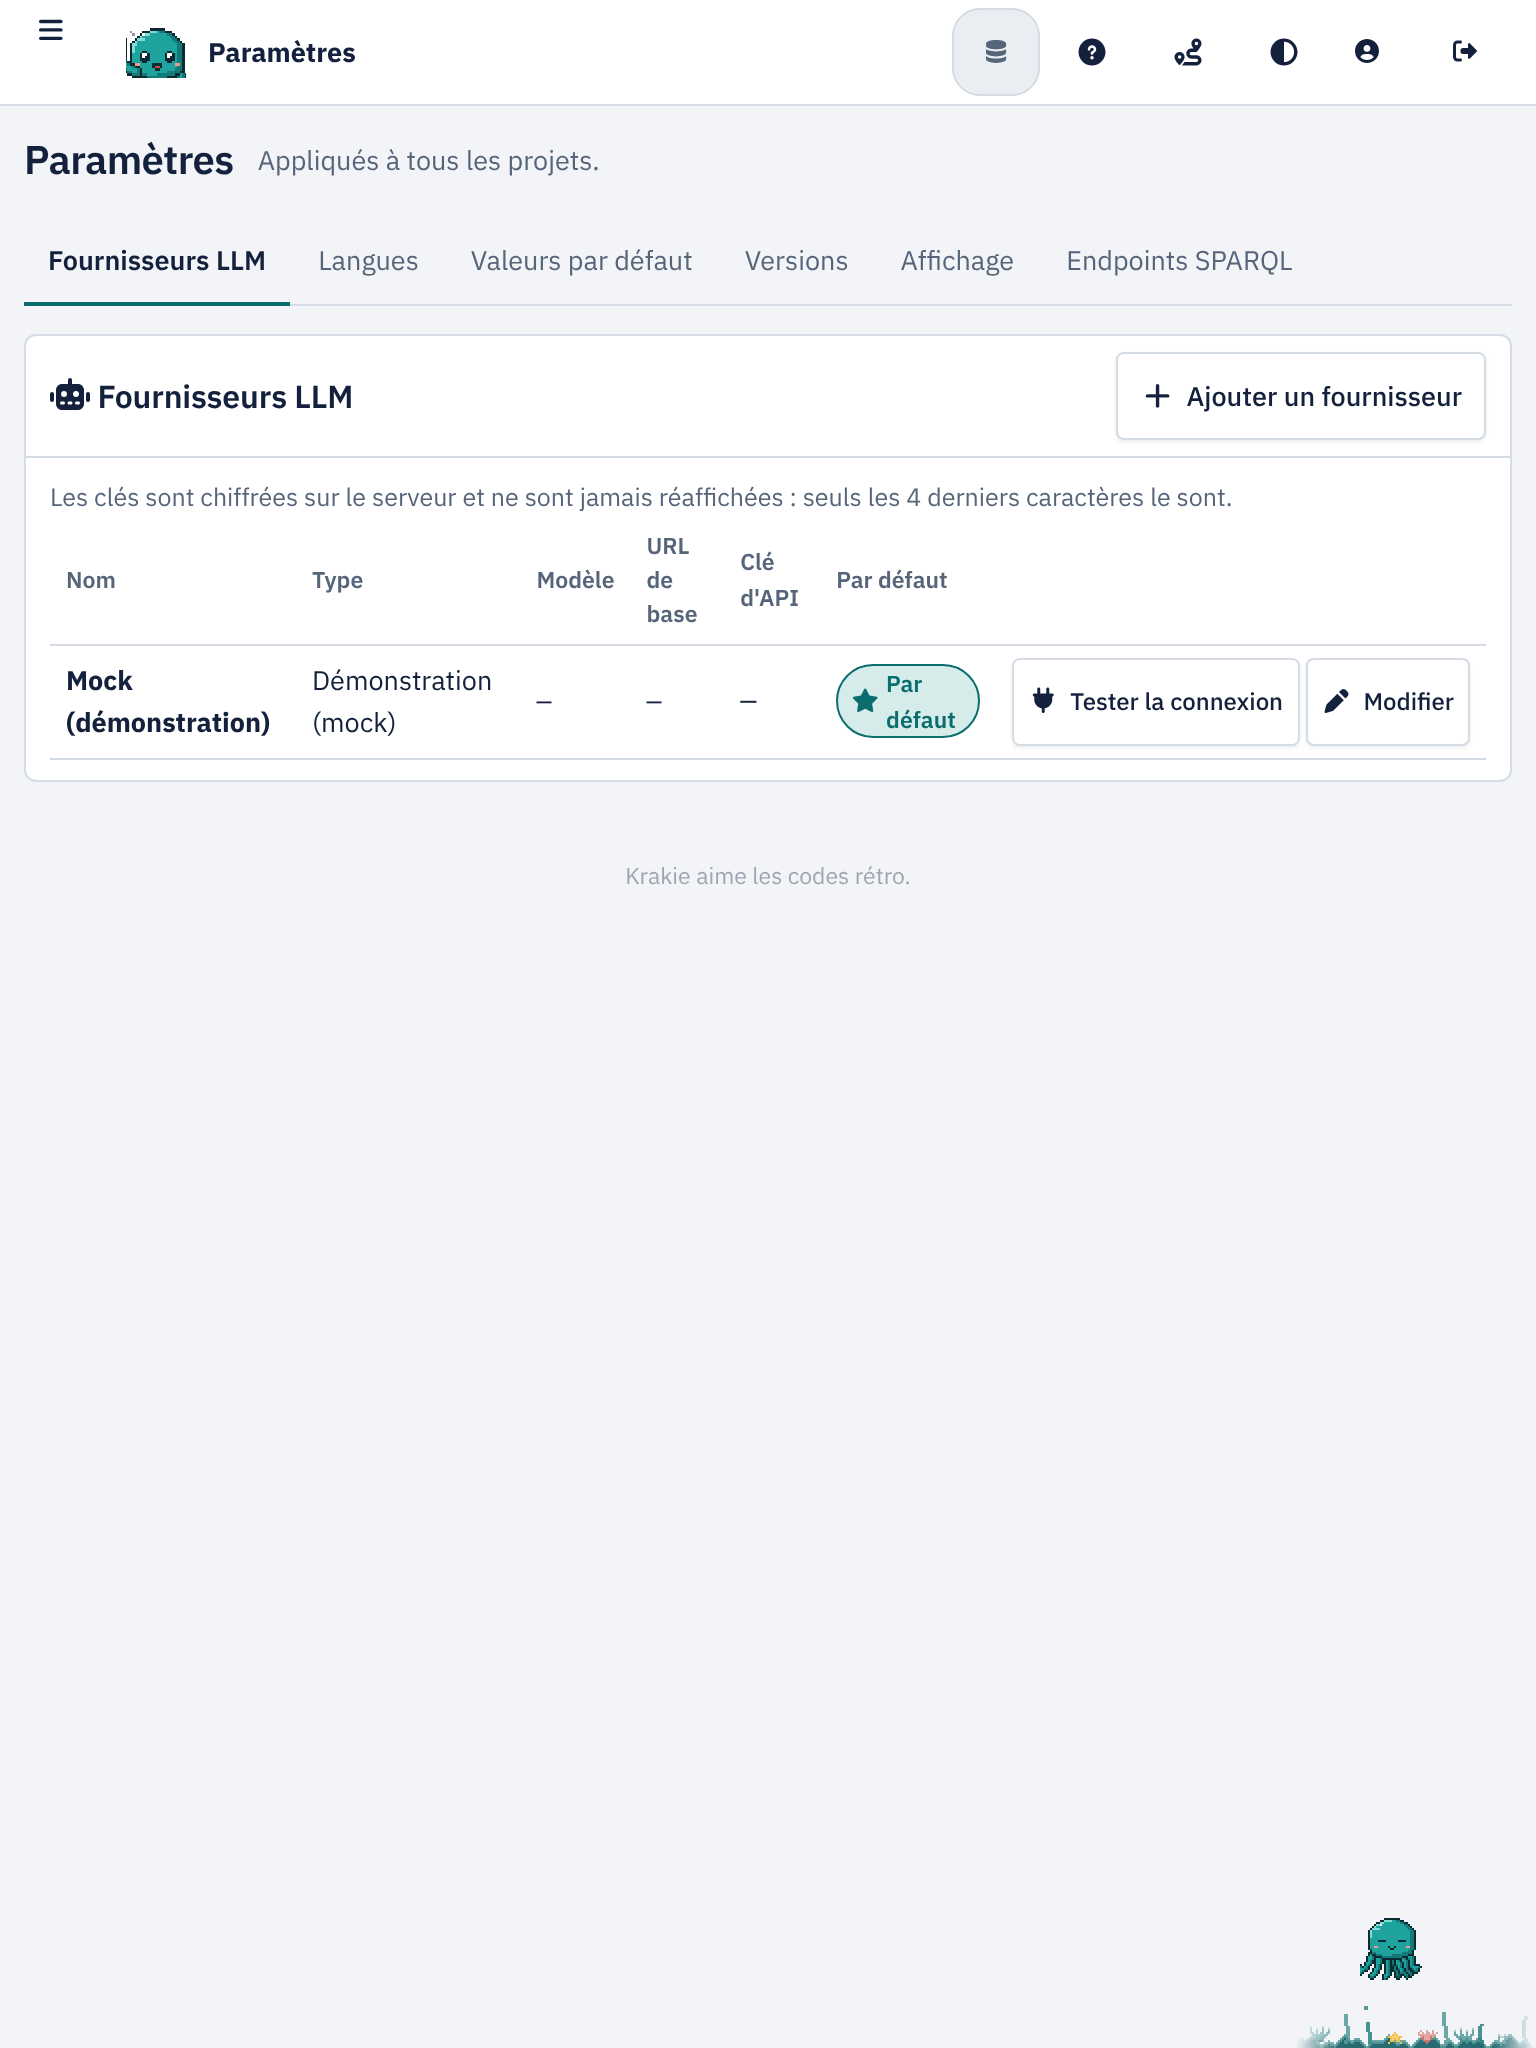 Paramètres
Paramètres Appliqués à tous les projets.
Fournisseurs LLM Langues Valeurs par défaut Versions Affichage Endpoints SPARQL
Fournisseurs LLM
Ajouter un fournisseur
Les clés sont chiffrées sur le serveur et ne sont jamais réaffichées : seuls les 4 derniers caractères le sont.
Nom
Type
Modèle
URL
de
base
Clé
d'API
Par défaut
Mock
(démonstration)
Démonstration
(mock)
—
—
—
Par
défaut
Tester la connexion
Modifier
Krakie aime les codes rétro.